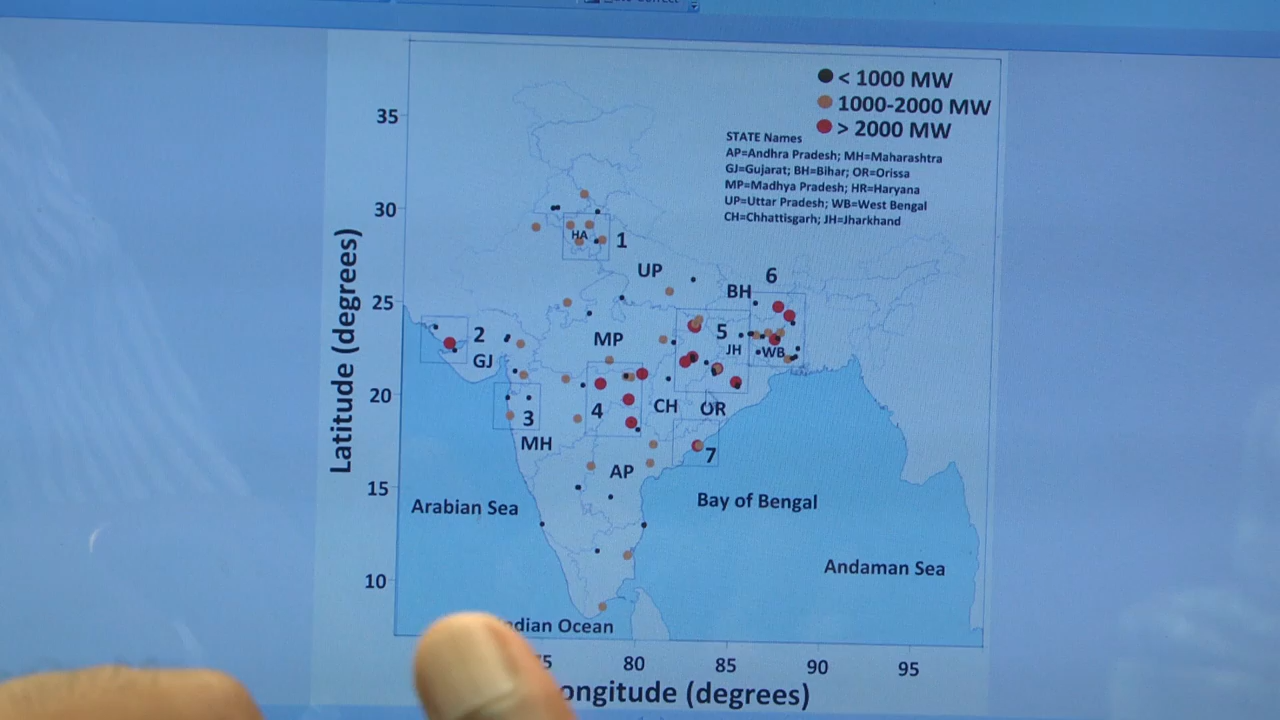 < 1000 MW
1000-2000 MW
> 2000 MW
STATE Names
AP=Andhra Pradesh; MH=Maharashtra
GJ=Gujarat; BH=Bihar; OR=Orissa
MP=Madhya Pradesh; HR=Haryana
UP=Uttar Pradesh; WB=West Bengal
CH=Chhattisgarh; JH=Jharkhand
35
30
25
20
15
10
Latitude (degrees)
HA
1
UP
6
BH
2
GJ
MP
5
JH
WB
3
4
CH
OR
MH
7
AP
Arabian Sea
Bay of Bengal
Andaman Sea
ndian Ocean
5
80
85
90
95
ongitude (degrees)